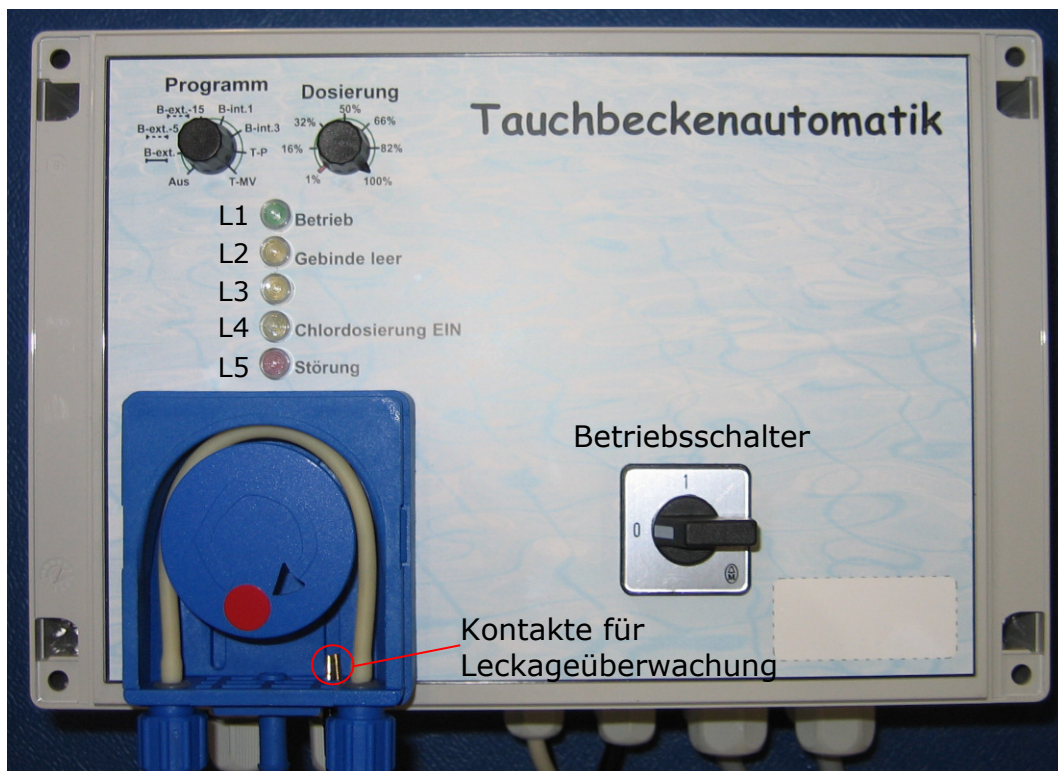 Programm
B-ext.-15
B-int.1
B-ext.-5
B-int.3
B-ext.
T-P
Aus
T-MV
Dosierung
50%
32%
66%
16%
82%
1%
100%
Tauchbeckenautomatik
L1 Betrieb
L2 Gebinde leer
L3
L4 Chlordosierung EIN
L5 Störung
Betriebsschalter
1
0
M
Kontakte für
Leckageüberwachung